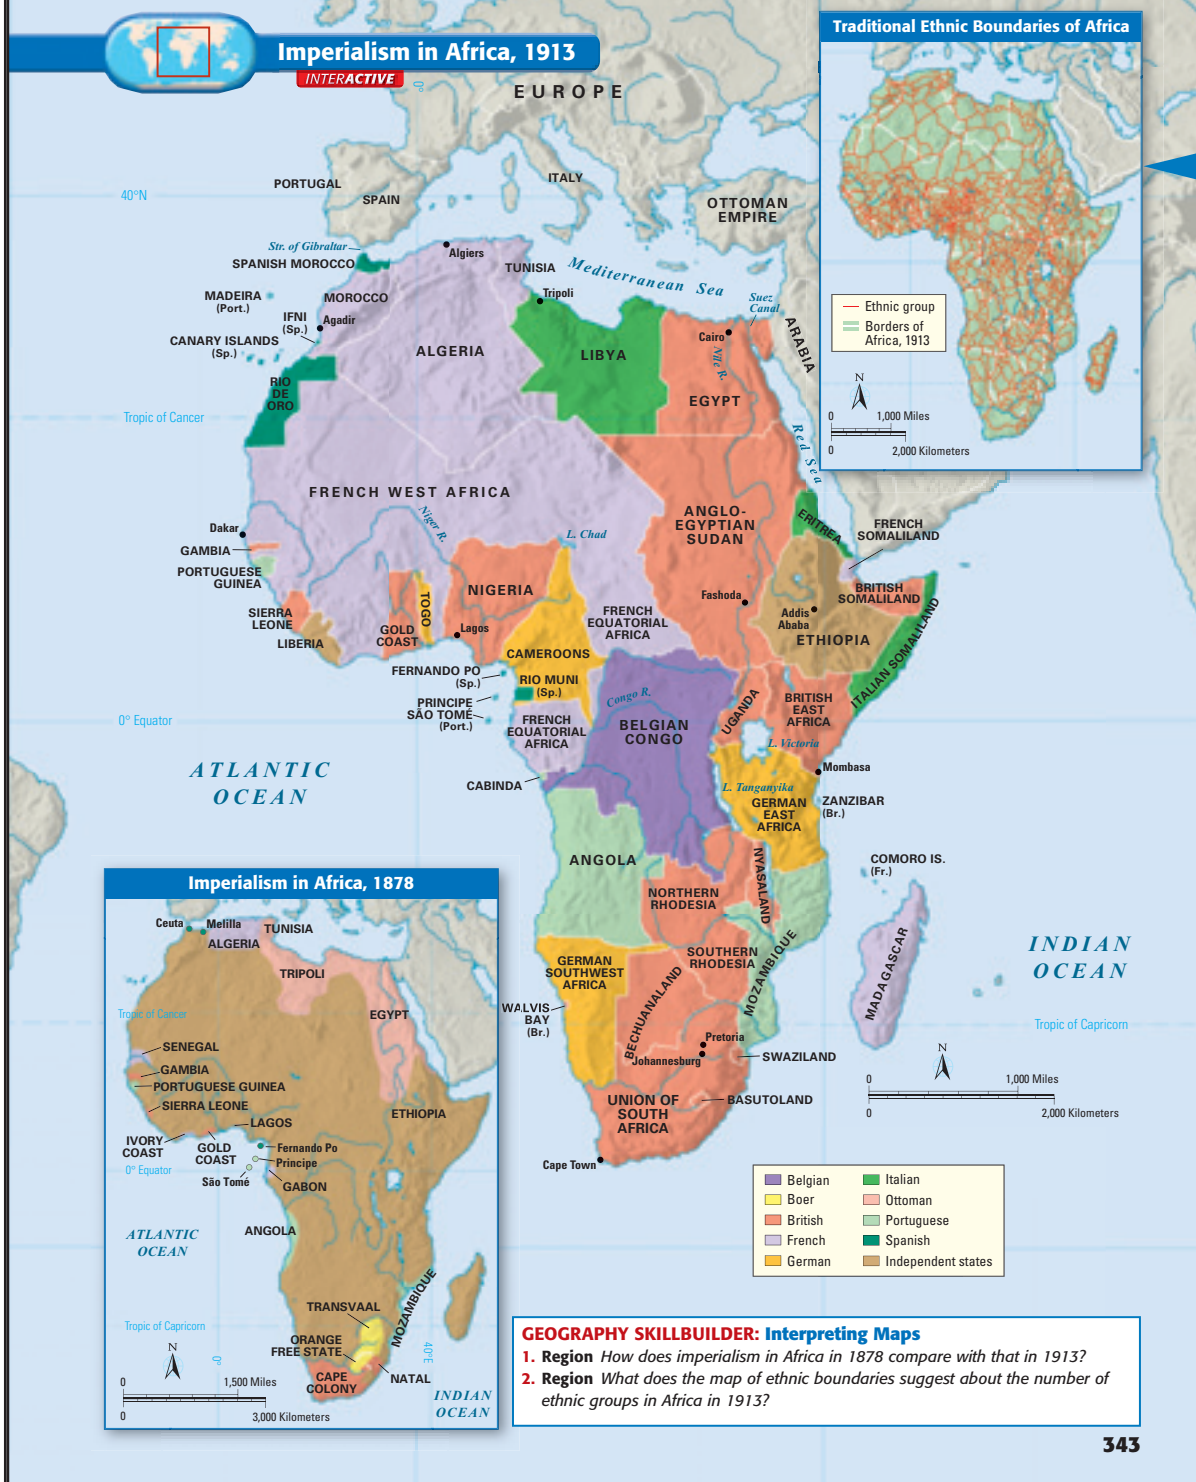 Imperialism in Africa, 1913
INTERACTIVE
0°
EUROPE
PORTUGAL
SPAIN
ITALY
OTTOMAN
EMPIRE
40°N
Str. of Gibraltar
SPANISH MOROCCO
Algiers
TUNISIA
Mediterranean Sea
MADEIRA
(Port.)
MOROCCO
Tripoli
Suez
Canal
IFNI
(Sp.)
Agadir
CANARY ISLANDS
(Sp.)
ALGERIA
LIBYA
Cairo
Nile R.
ARABIA
RIO
DE
ORO
EGYPT
Tropic of Cancer
Red Sea
FRENCH WEST AFRICA
Niger R.
L. Chad
ANGLO-
EGYPTIAN
SUDAN
ERITREA
FRENCH
SOMALILAND
Dakar
GAMBIA
PORTUGUESE
GUINEA
NIGERIA
TOGO
Fashoda
BRITISH
SOMALILAND
Addis
Ababa
ETHIOPIA
ITALIAN SOMALILAND
SIERRA
LEONE
LIBERIA
GOLD
COAST
Lagos
FRENCH
EQUATORIAL
AFRICA
CAMEROONS
FERNANDO PO
(Sp.)
RIO MUNI
(Sp.)
PRINCIPE
SÃO TOMÉ
(Port.)
Congo R.
UGANDA
BRITISH
EAST
AFRICA
0° Equator
FRENCH
EQUATORIAL
AFRICA
BELGIAN
CONGO
L. Victoria
Mombasa
ATLANTIC
OCEAN
CABINDA
L. Tanganyika
GERMAN
EAST
AFRICA
ZANZIBAR
(Br.)
ANGOLA
NYASALAND
COMORO IS.
(Fr.)
NORTHERN
RHODESIA
MOZAMBIQUE
MADAGASCAR
INDIAN
OCEAN
GERMAN
SOUTHWEST
AFRICA
SOUTHERN
RHODESIA
WALVIS
BAY
(Br.)
BECHUANALAND
Tropic of Capricorn
Pretoria
Johannesburg
SWAZILAND
UNION OF
SOUTH
AFRICA
BASUTOLAND
Cape Town
N
0 1,000 Miles
0 2,000 Kilometers
Belgian
Boer
British
French
German
Italian
Ottoman
Portuguese
Spanish
Independent states
Traditional Ethnic Boundaries of Africa
Ethnic group
Borders of
Africa, 1913
N
0 1,000 Miles
0 2,000 Kilometers
Imperialism in Africa, 1878
Ceuta
Melilla
TUNISIA
ALGERIA
TRIPOLI
Tropic of Cancer
EGYPT
SENEGAL
GAMBIA
PORTUGUESE GUINEA
SIERRA LEONE
ETHIOPIA
LAGOS
IVORY
COAST
GOLD
COAST
Fernando Po
Principe
0° Equator
São Tomé
GABON
ATLANTIC
OCEAN
ANGOLA
MOZAMBIQUE
TRANSVAAL
Tropic of Capricorn
ORANGE
FREE STATE
40°E
N
0°
CAPE
COLONY
NATAL
INDIAN
OCEAN
0 1,500 Miles
0 3,000 Kilometers
GEOGRAPHY SKILLBUILDER: Interpreting Maps
1. Region How does imperialism in Africa in 1878 compare with that in 1913?
2. Region What does the map of ethnic boundaries suggest about the number of
ethnic groups in Africa in 1913?
343